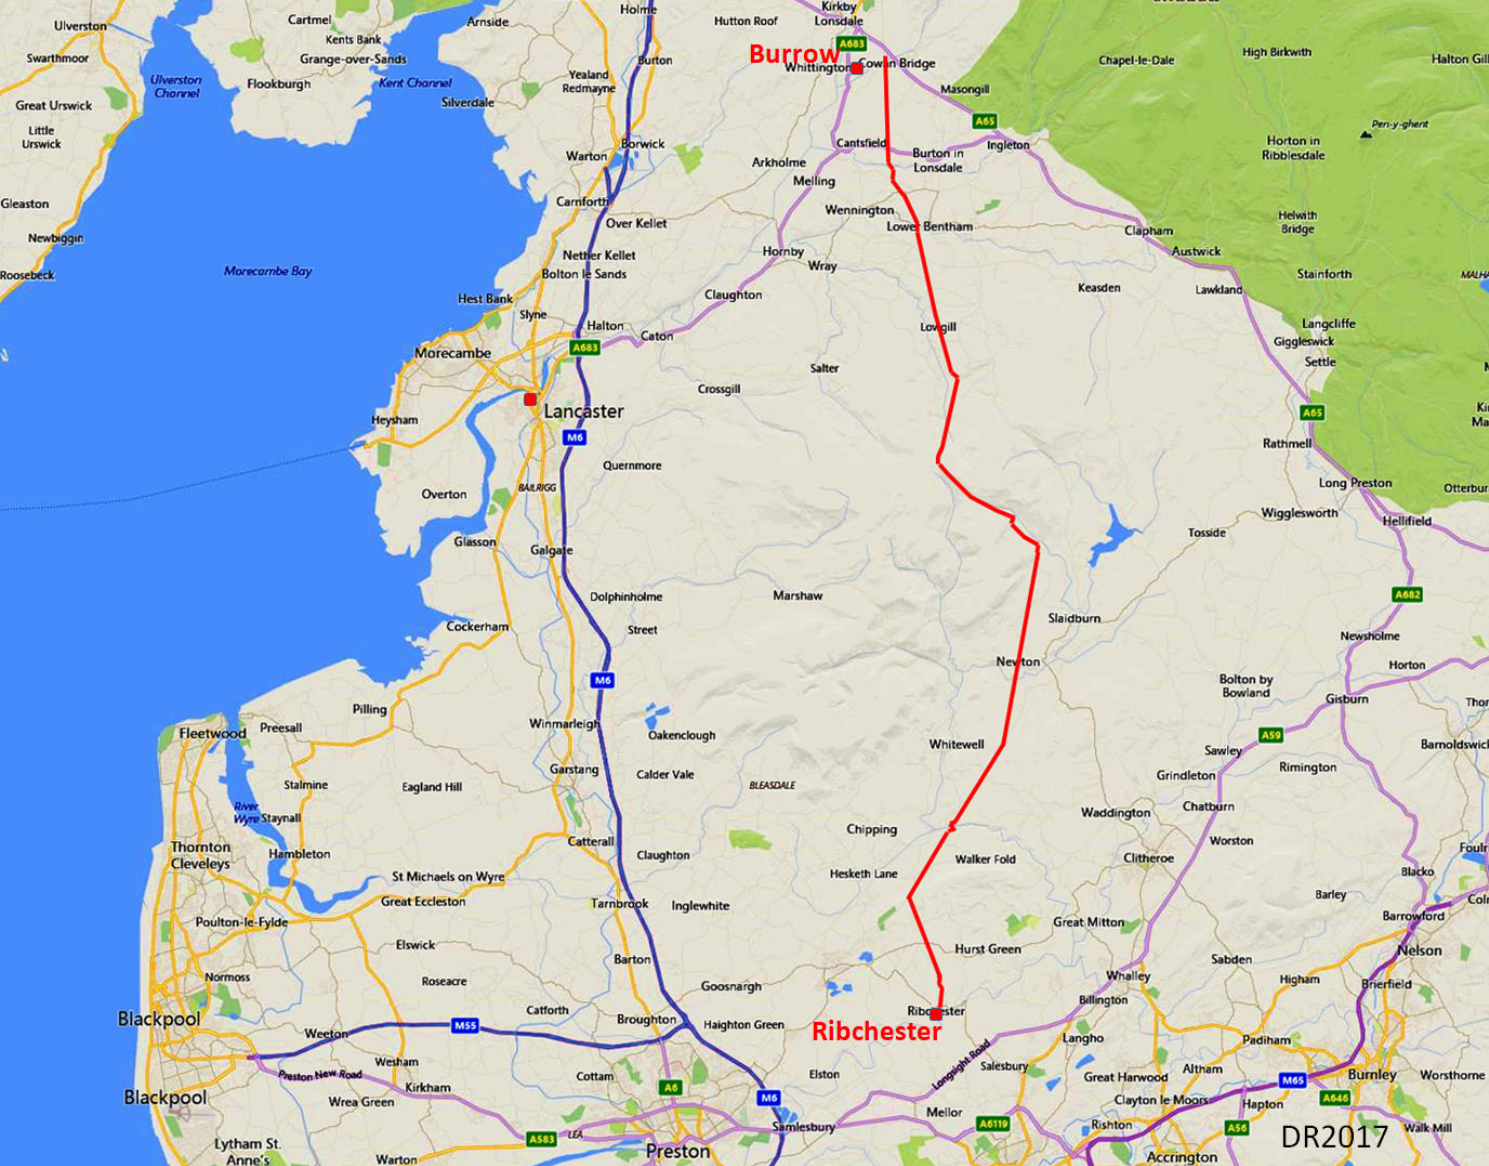 Holme
Cartmel
Arnside
Hutton Roof
Kirkby
Lonsdale
Ulverston
Kents Bank
Swarthmoor
Grange-over-Sands
Burton
Burrow
A683
Whittington
Cowan Bridge
Chapel-le-Dale
High Birkwith
Halton Gill
Ulverston
Channel
Flookburgh
Kent Channel
Yealand
Redmayne
Masongill
Great Urswick
Silverdale
A65
Little
Urswick
Pen-y-ghent
Warton
Borwick
Cantsfield
Burton in
Lonsdale
Ingleton
Horton in
Ribblesdale
Arkholme
Melling
Gleaston
Carnforth
Wennington
Over Kellet
Lower Bentham
Clapham
Helwith
Bridge
Newbiggin
Nether Kellet
Hornby
Wray
Austwick
Roosebeck
Morecambe Bay
Bolton le Sands
Stainforth
MALHA
Hest Bank
Claughton
Keasden
Lawkland
Slyne
Halton
Caton
Lowgill
Langcliffe
Giggleswick
Settle
Morecambe
A683
Salter
Crossgill
Lancaster
A65
Heysham
M6
Rathmell
Quernmore
BAILRIGG
Overton
Long Preston
Otterbur
Wigglesworth
Hellifield
Glasson
Galgate
Tosside
Dolphinholme
Marshaw
A682
Cockerham
Street
Slaidburn
Newsholme
Newton
Horton
M6
Bolton by
Bowland
Gisburn
Pilling
Fleetwood
Preesall
Winmarleigh
Oakenclough
Whitewell
A59
Sawley
Barnoldswick
Garstang
Calder Vale
BLEASDALE
Grindleton
Rimington
Stalmine
Eagland Hill
Chatburn
River
Wyre
Staynall
Waddington
Chipping
Worston
Thornton
Cleveleys
Hambleton
Catterall
Claughton
Walker Fold
Clitheroe
Foulr
St Michaels on Wyre
Hesketh Lane
Blacko
Great Eccleston
Tarnbrook
Inglewhite
Barley
Barrowford
Poulton-le-Fylde
Great Mitton
Elswick
Hurst Green
Nelson
Barton
Sabden
Normoss
Roseacre
Goosnargh
Whalley
Higham
Brierfield
Billington
Blackpool
M55
Catforth
Broughton
Haighton Green
Ribchester
Ribchester
Weeton
Langho
Padiham
Wesham
Longsight Road
Preston New Road
Cottam
Elston
Salesbury
Great Harwood
Altham
M65
Burnley
Worsthorne
Blackpool
Kirkham
A6
M6
Wrea Green
Clayton le Moors
Hapton
A646
Mellor
A6119
Rishton
A56
Walk Mill
LEA
A583
Samlesbury
DR2017
Lytham St.
Anne's
Warton
Preston
Accrington